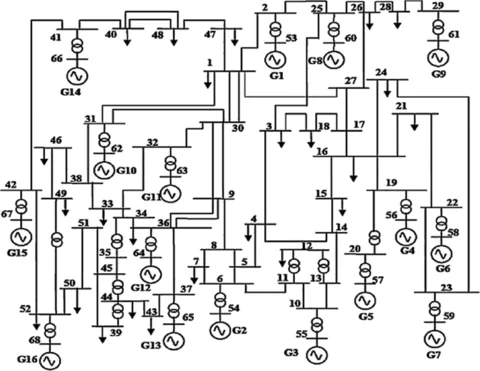 2 25 26 28 29
41 40 48 47
53 60 61
66
G14 G1 G8 G9
1 27 24
31 30 21
32 3 18 17
46 62 16
G10 63
38 G11 19
42 49 33 9 15 22
51 34 36 4 14 56
67 35 8 12 20 G4 58
G15 45 64 7 5 11 13 57 G6
50 G12 37 6
52 44 43 65 54 10 G5 23
68 39 G13 G2 55 59
G16 G3 G7